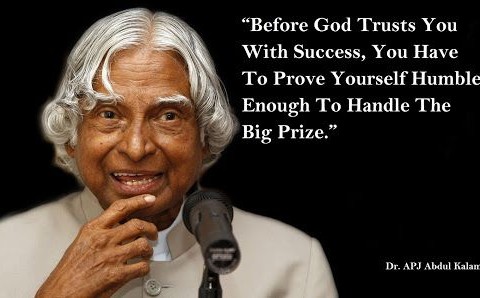 “Before God Trusts You
With Success, You Have
To Prove Yourself Humble
Enough To Handle The
Big Prize.”
Dr. APJ Abdul Kalam